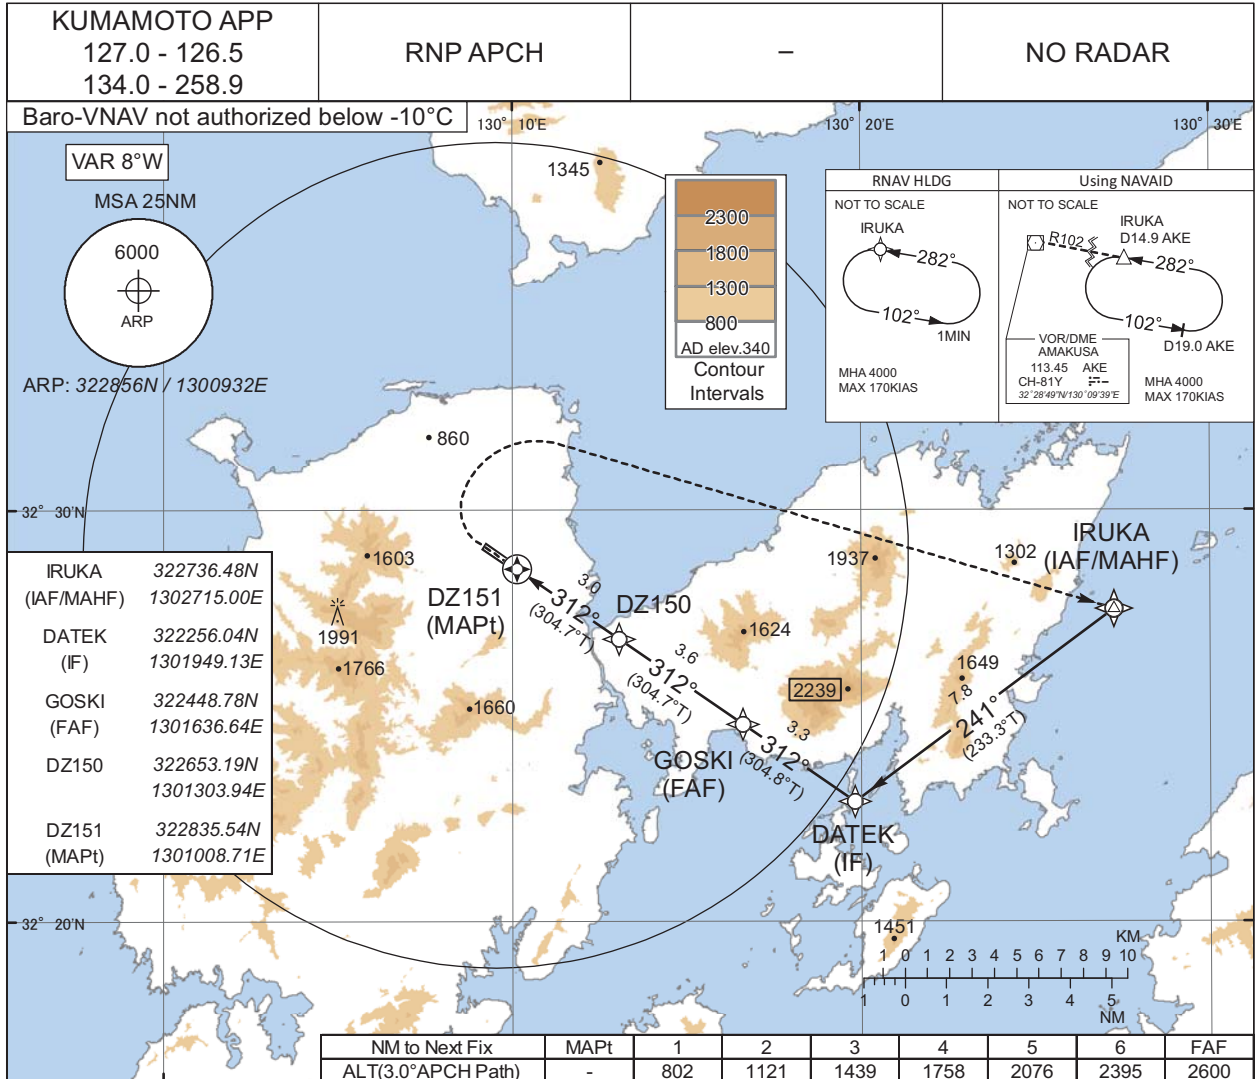 KUMAMOTO APP
127.0 - 126.5
134.0 - 258.9
RNP APCH
–
NO RADAR
Baro-VNAV not authorized below -10°C
130° 10'E
130° 20'E
130° 30'E
VAR 8°W
MSA 25NM
6000
ARP
ARP: 322856N / 1300932E
1345
2300
1800
1300
800
AD elev.340
Contour
Intervals
RNAV HLDG
NOT TO SCALE
IRUKA
282°
102°
1MIN
MHA 4000
MAX 170KIAS
Using NAVAID
NOT TO SCALE
IRUKA
D14.9 AKE
R102
282°
102°
D19.0 AKE
VOR/DME
AMAKUSA
113.45 AKE
CH-81Y
32°28'49"N/130°09'39"E
MHA 4000
MAX 170KIAS
860
32° 30'N
1603
1991
1766
1660
1937
1302
1624
2239
1649
1451
IRUKA
(IAF/MAHF)
DZ151
(MAPt)
3.0
312°
(304.7°T)
DZ150
3.6
312°
(304.7°T)
GOSKI
(FAF)
3.3
312°
(304.8°T)
DATEK
(IF)
7.8
241°
(233.3°T)
IRUKA 322736.48N
(IAF/MAHF) 1302715.00E
DATEK 322256.04N
(IF) 1301949.13E
GOSKI 322448.78N
(FAF) 1301636.64E
DZ150 322653.19N
1301303.94E
DZ151 322835.54N
(MAPt) 1301008.71E
32° 20'N
KM
1 0 1 2 3 4 5 6 7 8 9 10
1 0 1 2 3 4 5
NM
NM to Next Fix MAPt 1 2 3 4 5 6 FAF
ALT(3.0°APCH Path) - 802 1121 1439 1758 2076 2395 2600